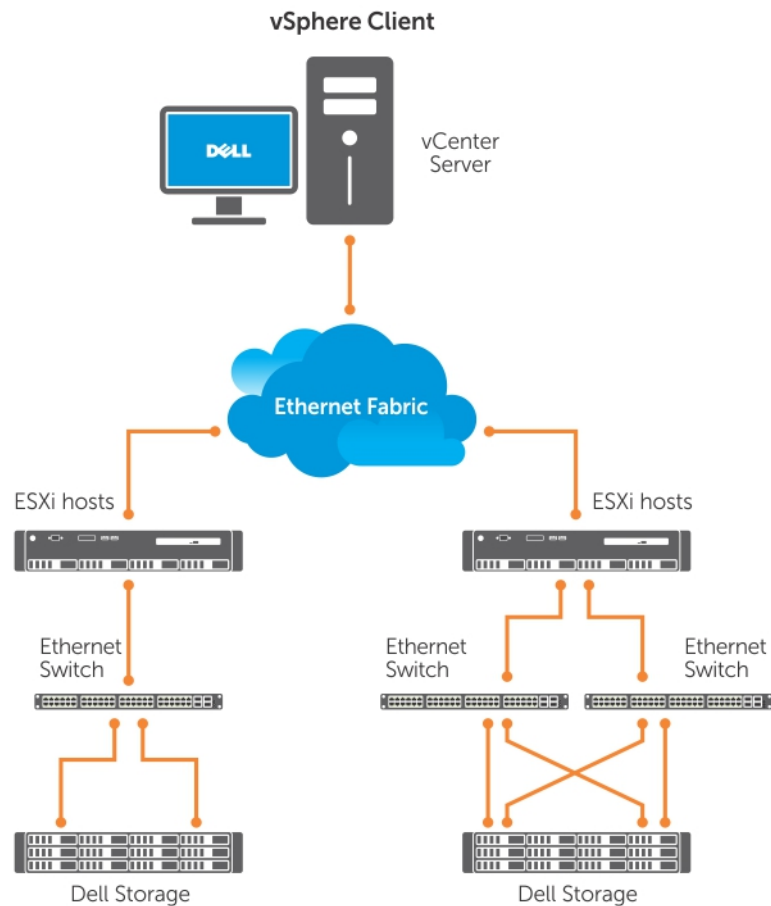 vSphere Client
DELL
vCenter
Server
Ethernet Fabric
ESXi hosts
ESXi hosts
Ethernet
Switch
Ethernet
Switch
Ethernet
Switch
Dell Storage
Dell Storage